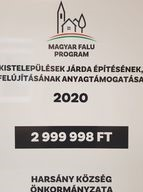 MAGYAR FALU
PROGRAM
KISTELEPÜLÉSEK JÁRDA ÉPÍTÉSÉNEK,
FELÚJÍTÁSÁNAK ANYAGTÁMOGATÁSA
2020
2 999 998 FT
HARSÁNY KÖZSÉG
ÖNKORMÁNYZATA